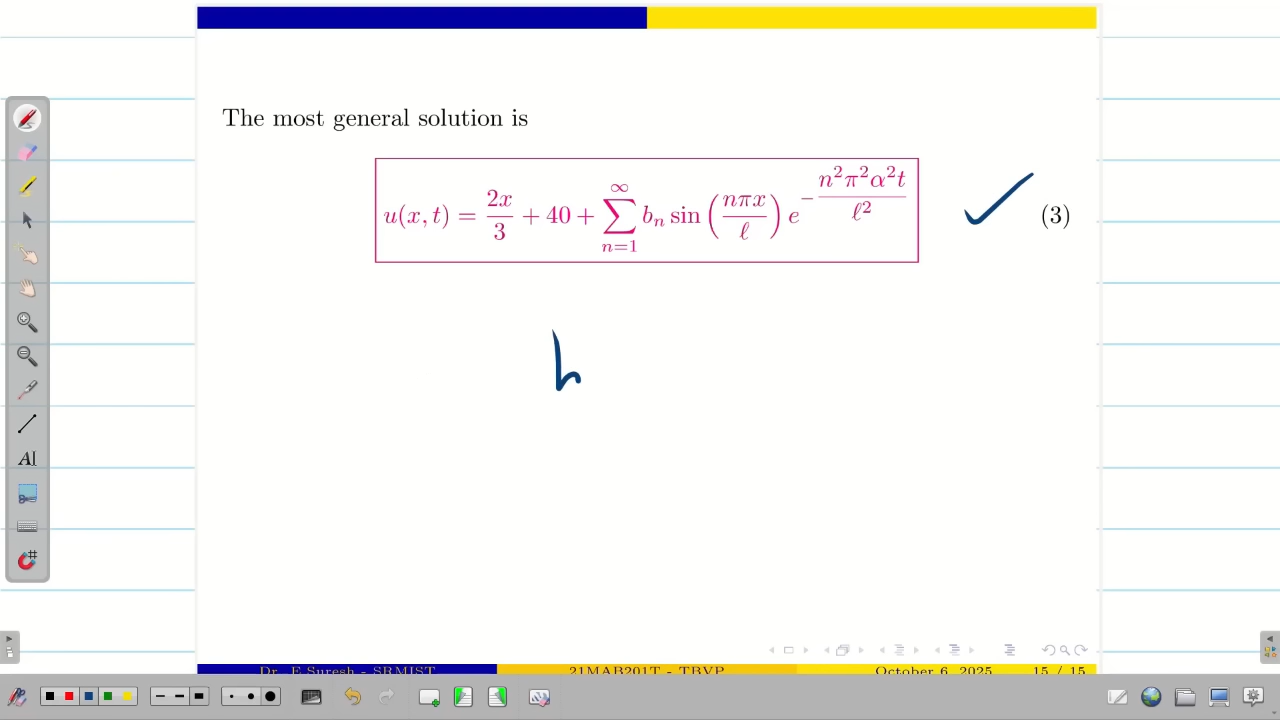 The most general solution is
u(x, t) = 2x/3 + 40 + ∑_{n=1}^{∞} b_n sin(nπx/ℓ) e^{−n²π²α²t/ℓ²} (3)
h
Dr. E Suresh - SRMIST 21MAB201T - TBVP October 6, 2025 15 / 15